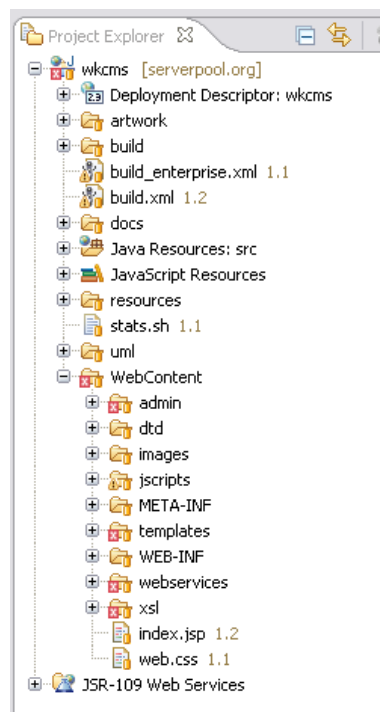 Project Explorer
wkcms [serverpool.org]
2.3 Deployment Descriptor: wkcms
artwork
build
build_enterprise.xml 1.1
build.xml 1.2
docs
Java Resources: src
JavaScript Resources
resources
stats.sh 1.1
uml
WebContent
admin
dtd
images
jscripts
META-INF
templates
WEB-INF
webservices
xsl
index.jsp 1.2
web.css 1.1
JSR-109 Web Services